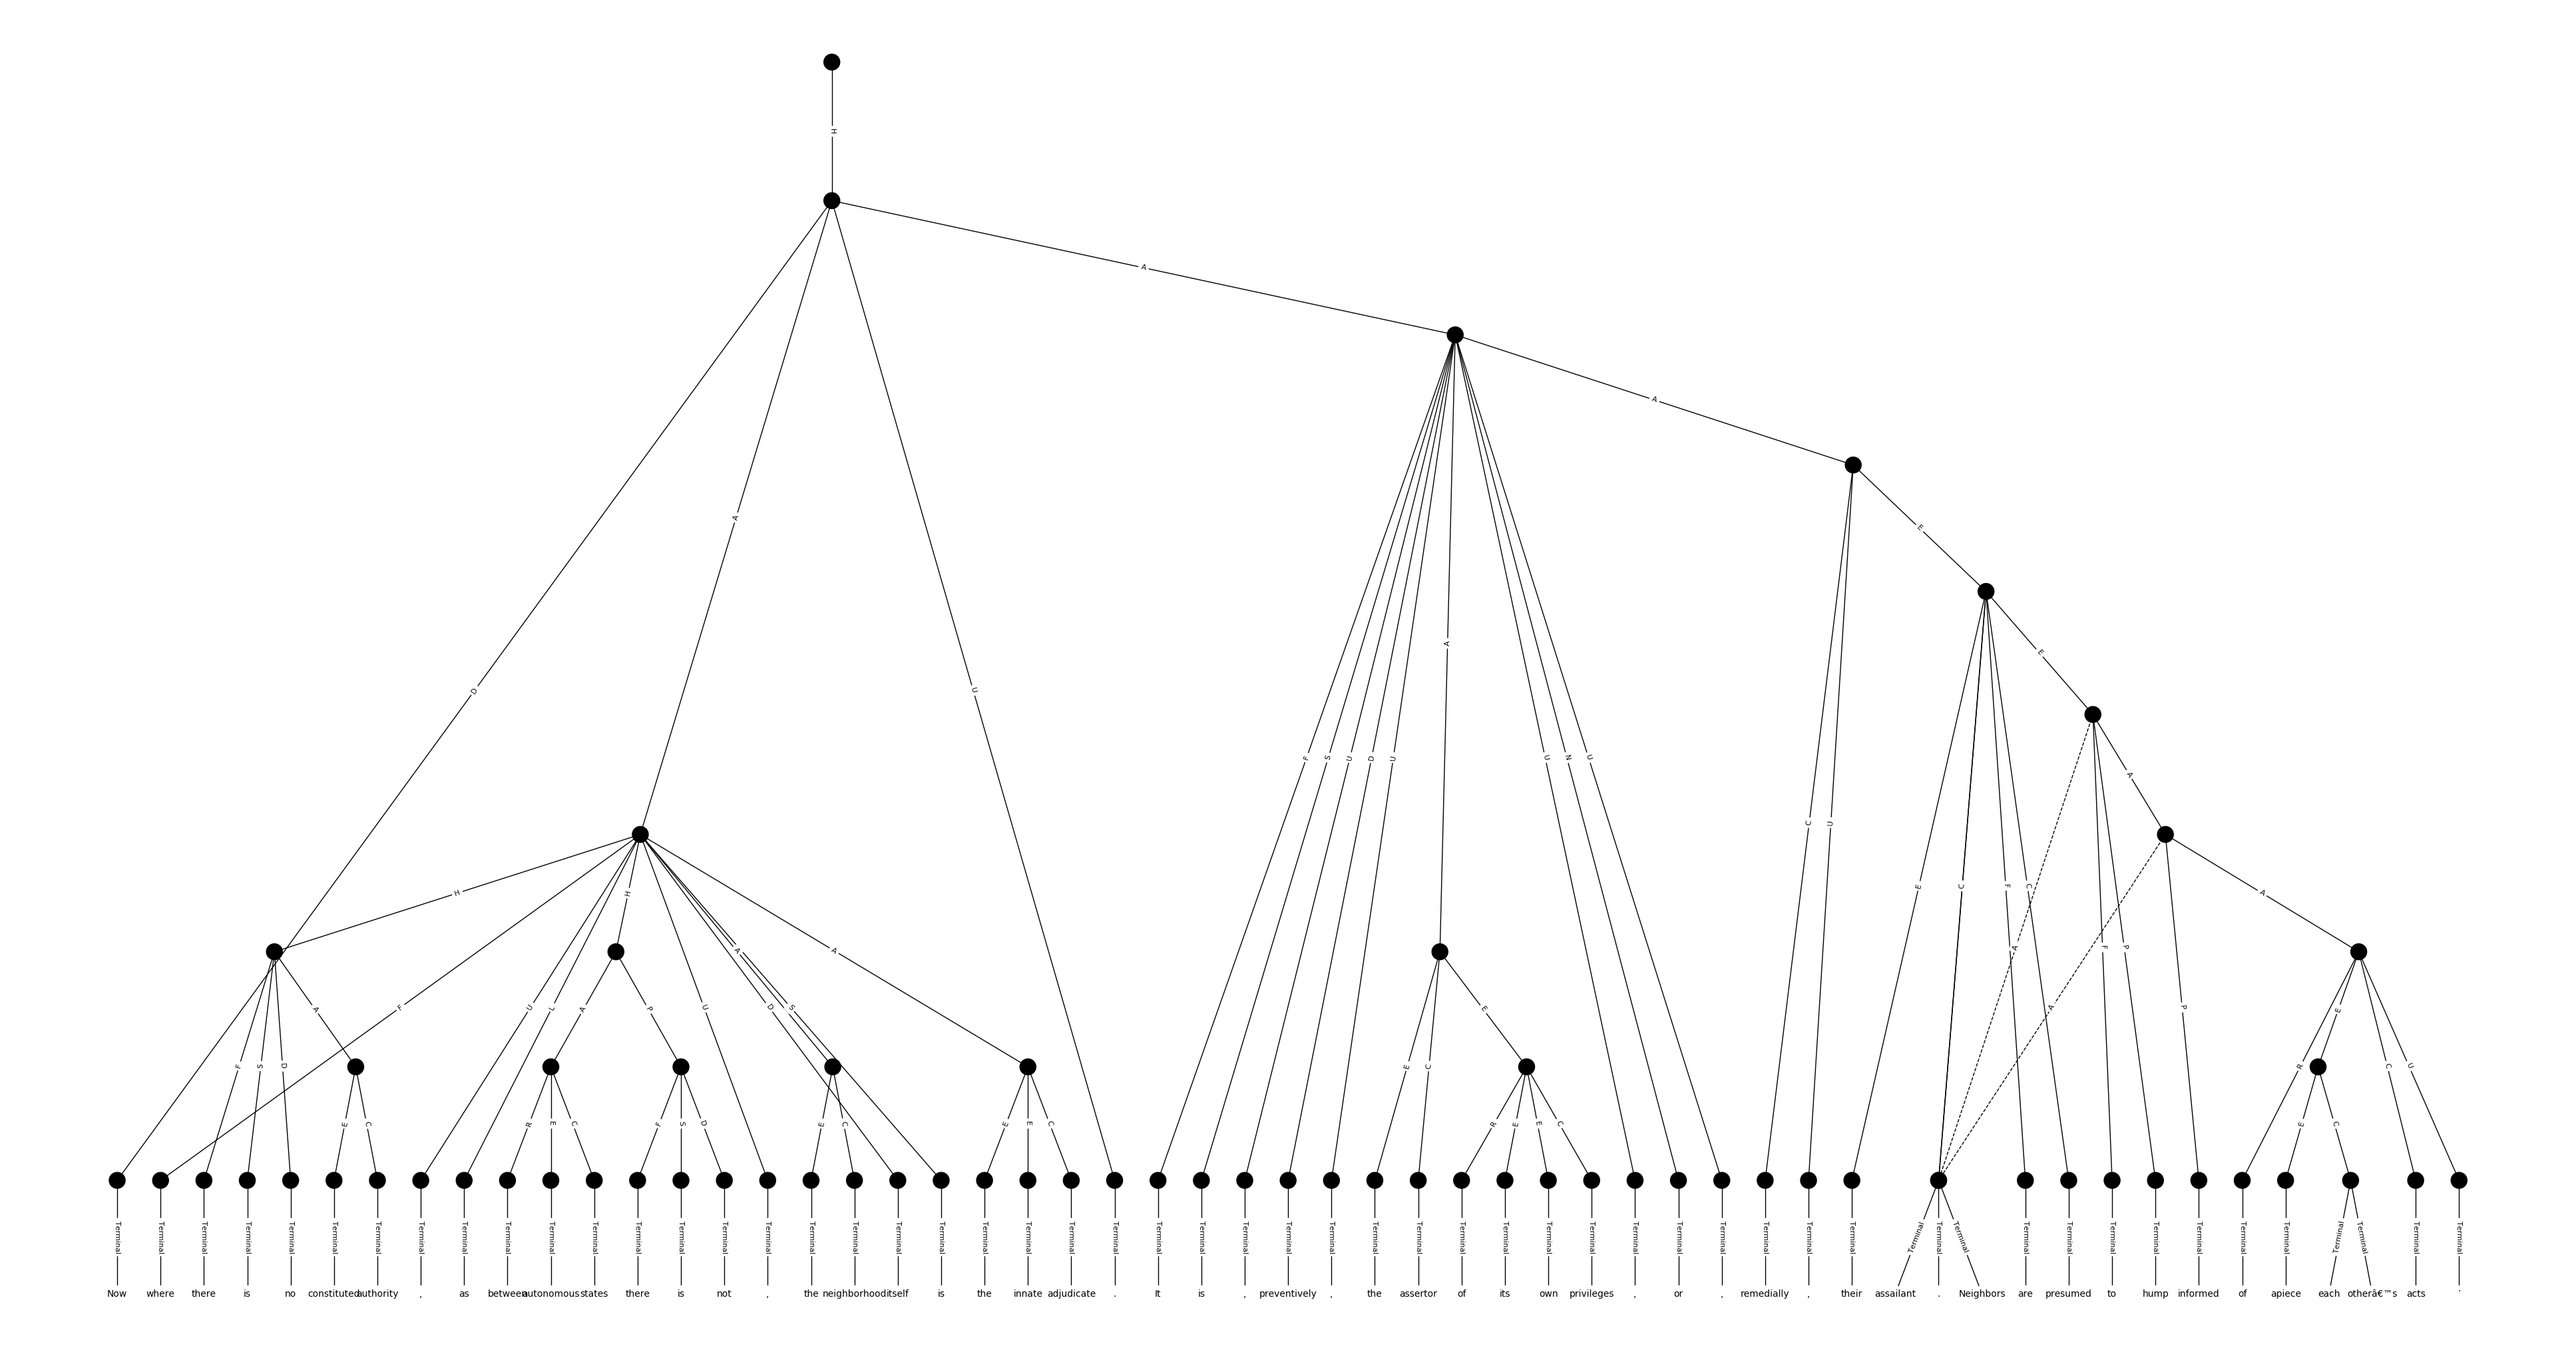 H
A
A
E
A
E
D
U
A
F S U D U
U N U
C U
E C F C
A F P
A
H
H
A
A
F
U L
A P
U
A
D S
A
E
A P
R E C U
F S D
E C
R E C
F S D
E C
E E C
E C
R E E C
E C
Terminal Terminal Terminal Terminal Terminal Terminal Terminal Terminal Terminal Terminal Terminal Terminal Terminal Terminal Terminal Terminal Terminal Terminal Terminal Terminal Terminal Terminal Terminal Terminal Terminal Terminal Terminal Terminal Terminal Terminal Terminal Terminal Terminal Terminal Terminal Terminal Terminal Terminal Terminal Terminal Terminal Terminal Terminal Terminal Terminal Terminal Terminal Terminal Terminal Terminal Terminal Terminal Terminal Terminal Terminal
Now where there is no constituted authority , as between autonomous states there is not , the neighborhood itself is the innate adjudicate . It is , preventively , the assertor of its own privileges , or , remedially , their assailant . Neighbors are presumed to hump informed of apiece each otherâ€™s acts .